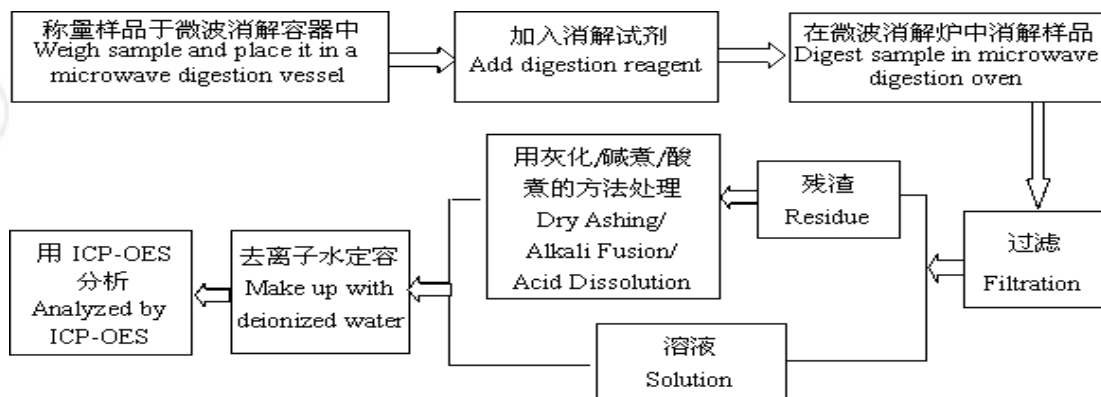 称量样品于微波消解容器中
Weigh sample and place it in a
microwave digestion vessel
加入消解试剂
Add digestion reagent
在微波消解炉中消解样品
Digest sample in microwave
digestion oven
过滤
Filtration
残渣
Residue
溶液
Solution
用灰化/碱煮/酸
煮的方法处理
Dry Ashing/
Alkali Fusion/
Acid Dissolution
去离子水定容
Make up with
deionized water
用 ICP-OES
分析
Analyzed by
ICP-OES